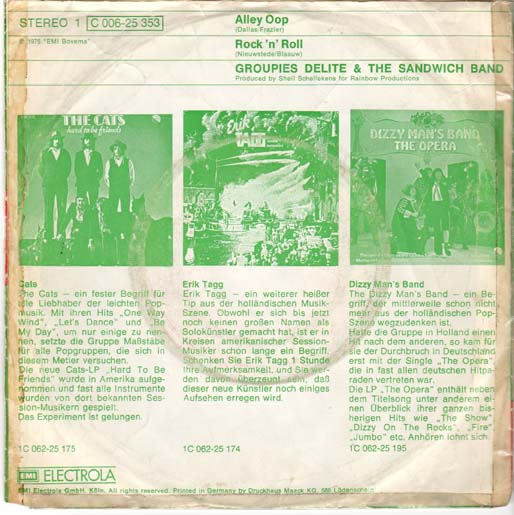 STEREO 1 C 006-25 353
℗ 1975 "EMI Bovema"
Alley Oop
(Dallas/Frazier)
Rock 'n' Roll
(Nieuwstede/Blaauw)
GROUPIES DELITE & THE SANDWICH BAND
Produced by Shell Schellekens for Rainbow Productions
THE CATS
hard to be friends
Erik
TAGG
DIZZY MAN'S BAND
THE OPERA
Cats
The Cats – ein fester Begriff für
alle Liebhaber der leichten Pop-
musik. Mit ihren Hits „One Way
Wind", „Let's Dance" und „Be
My Day", um nur einige zu nen-
nen, setzte die Gruppe Maßstäbe
für alle Popgruppen, die sich in
diesem Metier versuchen.
Die neue Cats-LP „Hard To Be
Friends" wurde in Amerika aufge-
nommen und fast alle Instrumente
wurden von dort bekannten Ses-
sion-Musikern gespielt.
Das Experiment ist gelungen.
1C 062-25 175
Erik Tagg
Erik Tagg – ein weiterer heißer
Tip aus der holländischen Musik-
Szene. Obwohl er sich bis jetzt
noch keinen großen Namen als
Solokünstler gemacht hat, ist er in
Kreisen amerikanischer Session-
Musiker schon lange ein Begriff.
Schenken Sie Erik Tagg 1 Stunde
Ihre Aufmerksamkeit, und Sie wer-
den davon überzeugt sein, daß
dieser neue Künstler noch einiges
Aufsehen erregen wird.
1C 062-25 174
Dizzy Man's Band
The Dizzy Man's Band – ein Be-
griff, der mittlerweile schon nicht
mehr aus der holländischen Pop-
Szene wegzudenken ist.
Hatte die Gruppe in Holland einen
Hit nach dem anderen, so kam für
sie der Durchbruch in Deutschland
erst mit der Single „The Opera",
die in fast allen deutschen Hitpa-
raden vertreten war.
Die LP „The Opera" enthält neben
dem Titelsong unter anderem ei-
nen Überblick ihrer ganzen bis-
herigen Hits wie „The Show",
"Dizzy On The Rocks", „Fire",
„Jumbo" etc. Anhören lohnt sich.
1C 062-25 195
EMI ELECTROLA
EMI Electrola GmbH, Köln. All rights reserved. Printed in Germany by Druckhaus Maack KG, 588 Lüdenscheid